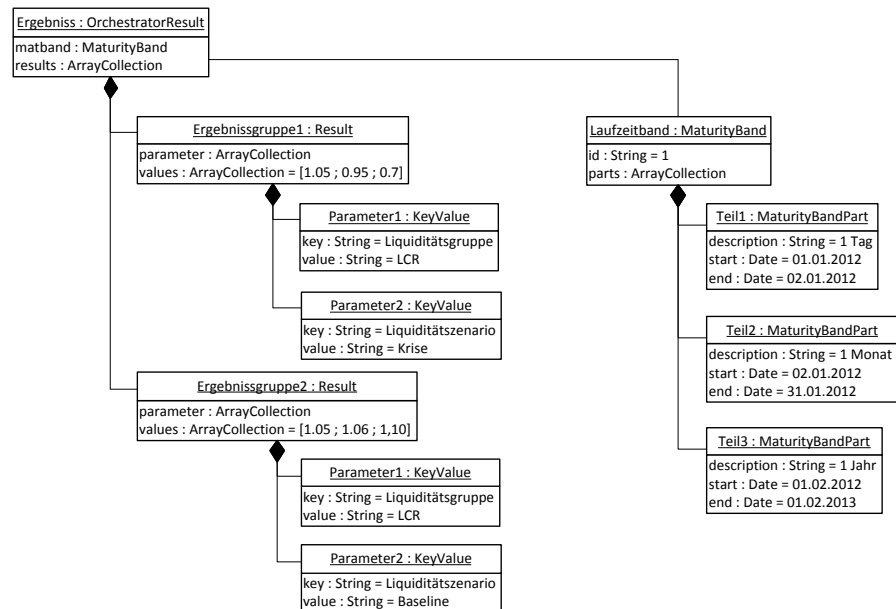 Ergebniss : OrchestratorResult
matband : MaturityBand
results : ArrayCollection
Ergebnissgruppe1 : Result
parameter : ArrayCollection
values : ArrayCollection = [1.05 ; 0.95 ; 0.7]
Parameter1 : KeyValue
key : String = Liquiditätsgruppe
value : String = LCR
Parameter2 : KeyValue
key : String = Liquiditätszenario
value : String = Krise
Ergebnissgruppe2 : Result
parameter : ArrayCollection
values : ArrayCollection = [1.05 ; 1.06 ; 1,10]
Parameter1 : KeyValue
key : String = Liquiditätsgruppe
value : String = LCR
Parameter2 : KeyValue
key : String = Liquiditätszenario
value : String = Baseline
Laufzeitband : MaturityBand
id : String = 1
parts : ArrayCollection
Teil1 : MaturityBandPart
description : String = 1 Tag
start : Date = 01.01.2012
end : Date = 02.01.2012
Teil2 : MaturityBandPart
description : String = 1 Monat
start : Date = 02.01.2012
end : Date = 31.01.2012
Teil3 : MaturityBandPart
description : String = 1 Jahr
start : Date = 01.02.2012
end : Date = 01.02.2013